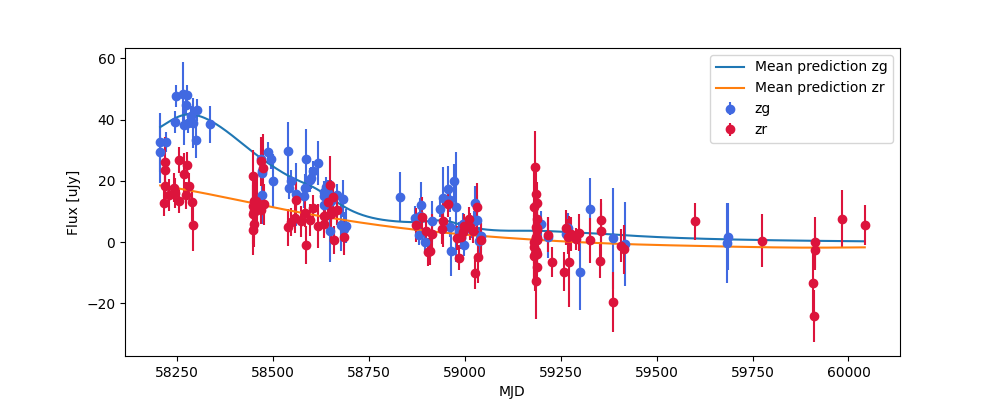 60
40
20
0
−20
Flux [uJy]
58250 58500 58750 59000 59250 59500 59750 60000
MJD
Mean prediction zg
Mean prediction zr
zg
zr